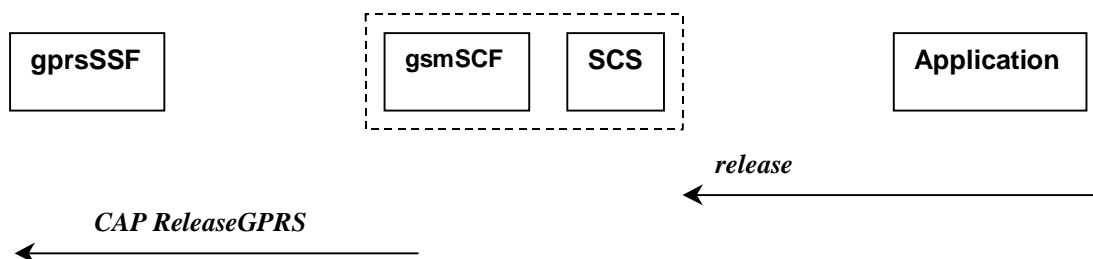 gprsSSF
gsmSCF
SCS
Application
release
CAP ReleaseGPRS